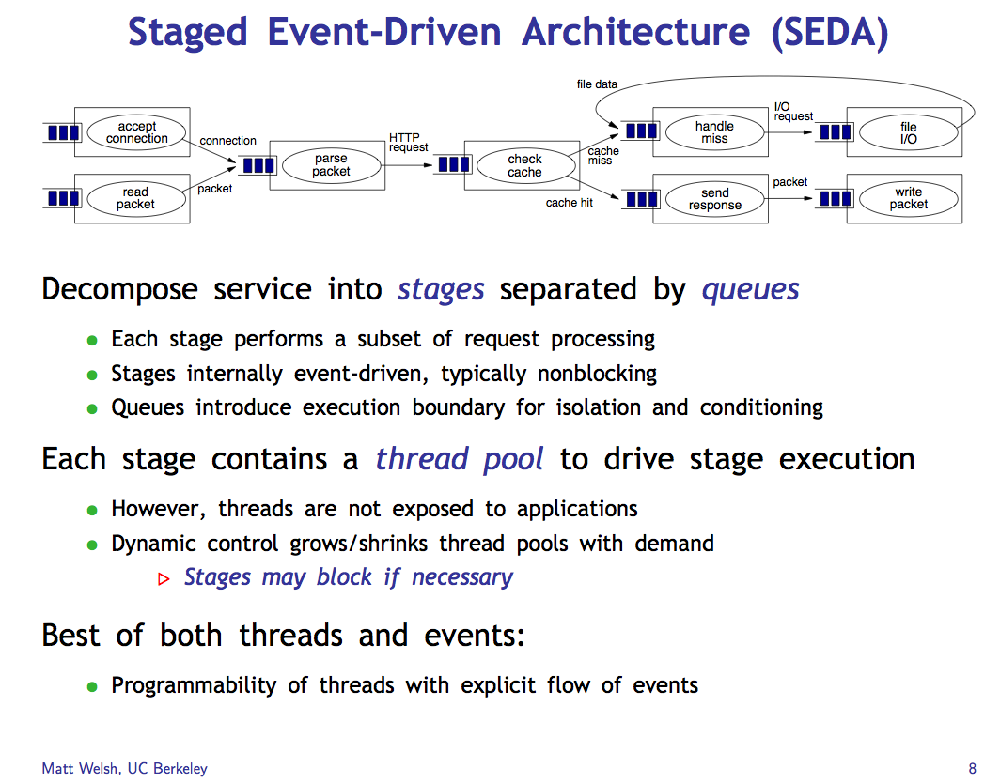 Staged Event-Driven Architecture (SEDA)
file data
accept
connection
connection
HTTP
request
cache
miss
handle
miss
I/O
request
file
I/O
parse
packet
check
cache
read
packet
packet
cache hit
send
response
packet
write
packet
Decompose service into stages separated by queues
Each stage performs a subset of request processing
Stages internally event-driven, typically nonblocking
Queues introduce execution boundary for isolation and conditioning
Each stage contains a thread pool to drive stage execution
However, threads are not exposed to applications
Dynamic control grows/shrinks thread pools with demand
Stages may block if necessary
Best of both threads and events:
Programmability of threads with explicit flow of events
Matt Welsh, UC Berkeley
8